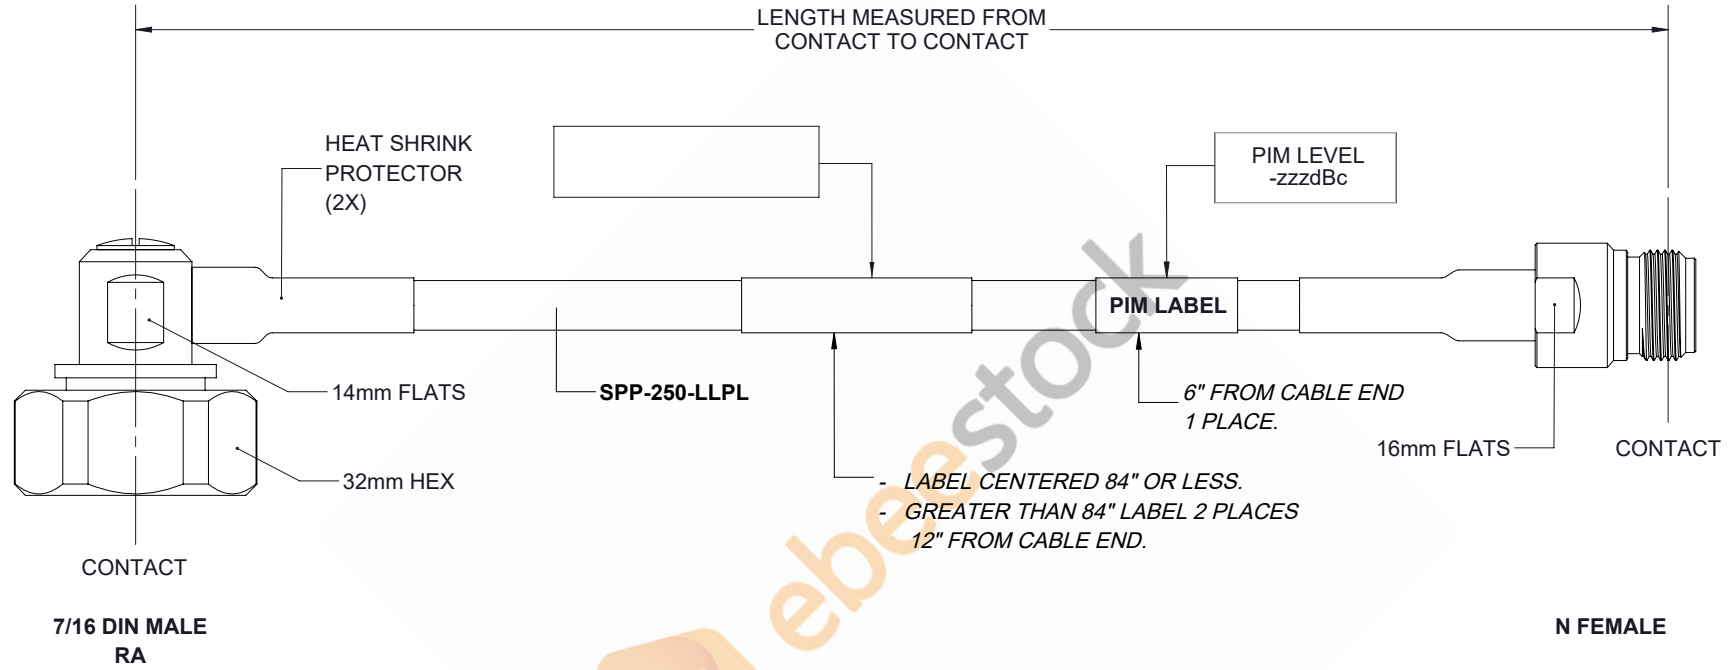 LENGTH MEASURED FROM
CONTACT TO CONTACT
HEAT SHRINK
PROTECTOR
(2X)
PIM LEVEL
-zzzdBc
PIM LABEL
14mm FLATS
SPP-250-LLPL
6" FROM CABLE END
1 PLACE.
16mm FLATS
CONTACT
32mm HEX
- LABEL CENTERED 84" OR LESS.
- GREATER THAN 84" LABEL 2 PLACES
12" FROM CABLE END.
CONTACT
7/16 DIN MALE
RA
N FEMALE
ebeestock